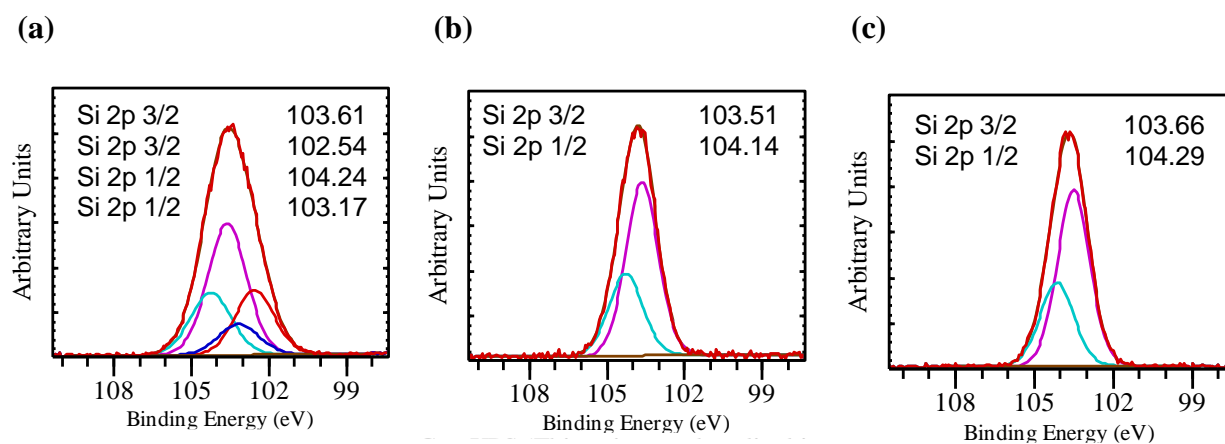 (a)
Si 2p 3/2 103.61
Si 2p 3/2 102.54
Si 2p 1/2 104.24
Si 2p 1/2 103.17
Arbitrary Units
108 105 102 99
Binding Energy (eV)
(b)
Si 2p 3/2 103.51
Si 2p 1/2 104.14
Arbitrary Units
108 105 102 99
Binding Energy (eV)
(c)
Si 2p 3/2 103.66
Si 2p 1/2 104.29
Arbitrary Units
108 105 102 99
Binding Energy (eV)